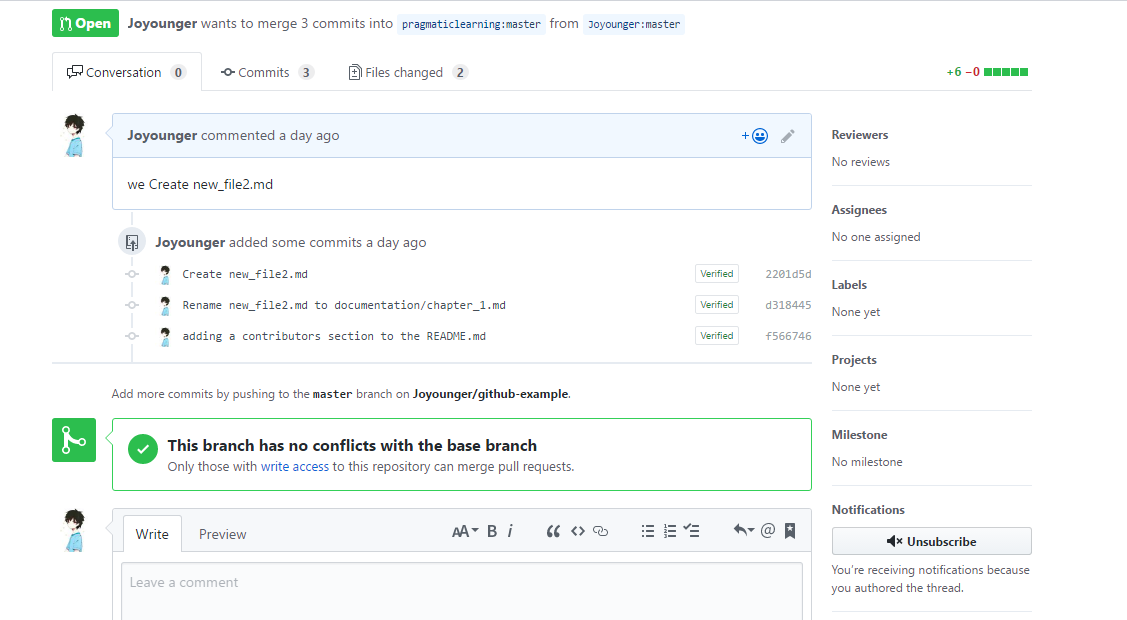 Open Joyounger wants to merge 3 commits into pragmaticlearning:master from Joyounger:master
Conversation 0 Commits 3 Files changed 2 +6 −0
Joyounger commented a day ago +
we Create new_file2.md
Joyounger added some commits a day ago
Create new_file2.md Verified 2201d5d
Rename new_file2.md to documentation/chapter_1.md Verified d318445
adding a contributors section to the README.md Verified f566746
Add more commits by pushing to the master branch on Joyounger/github-example.
This branch has no conflicts with the base branch
Only those with write access to this repository can merge pull requests.
Write Preview AA B i “ <> @
Leave a comment
Reviewers
No reviews
Assignees
No one assigned
Labels
None yet
Projects
None yet
Milestone
No milestone
Notifications
Unsubscribe
You’re receiving notifications because
you authored the thread.